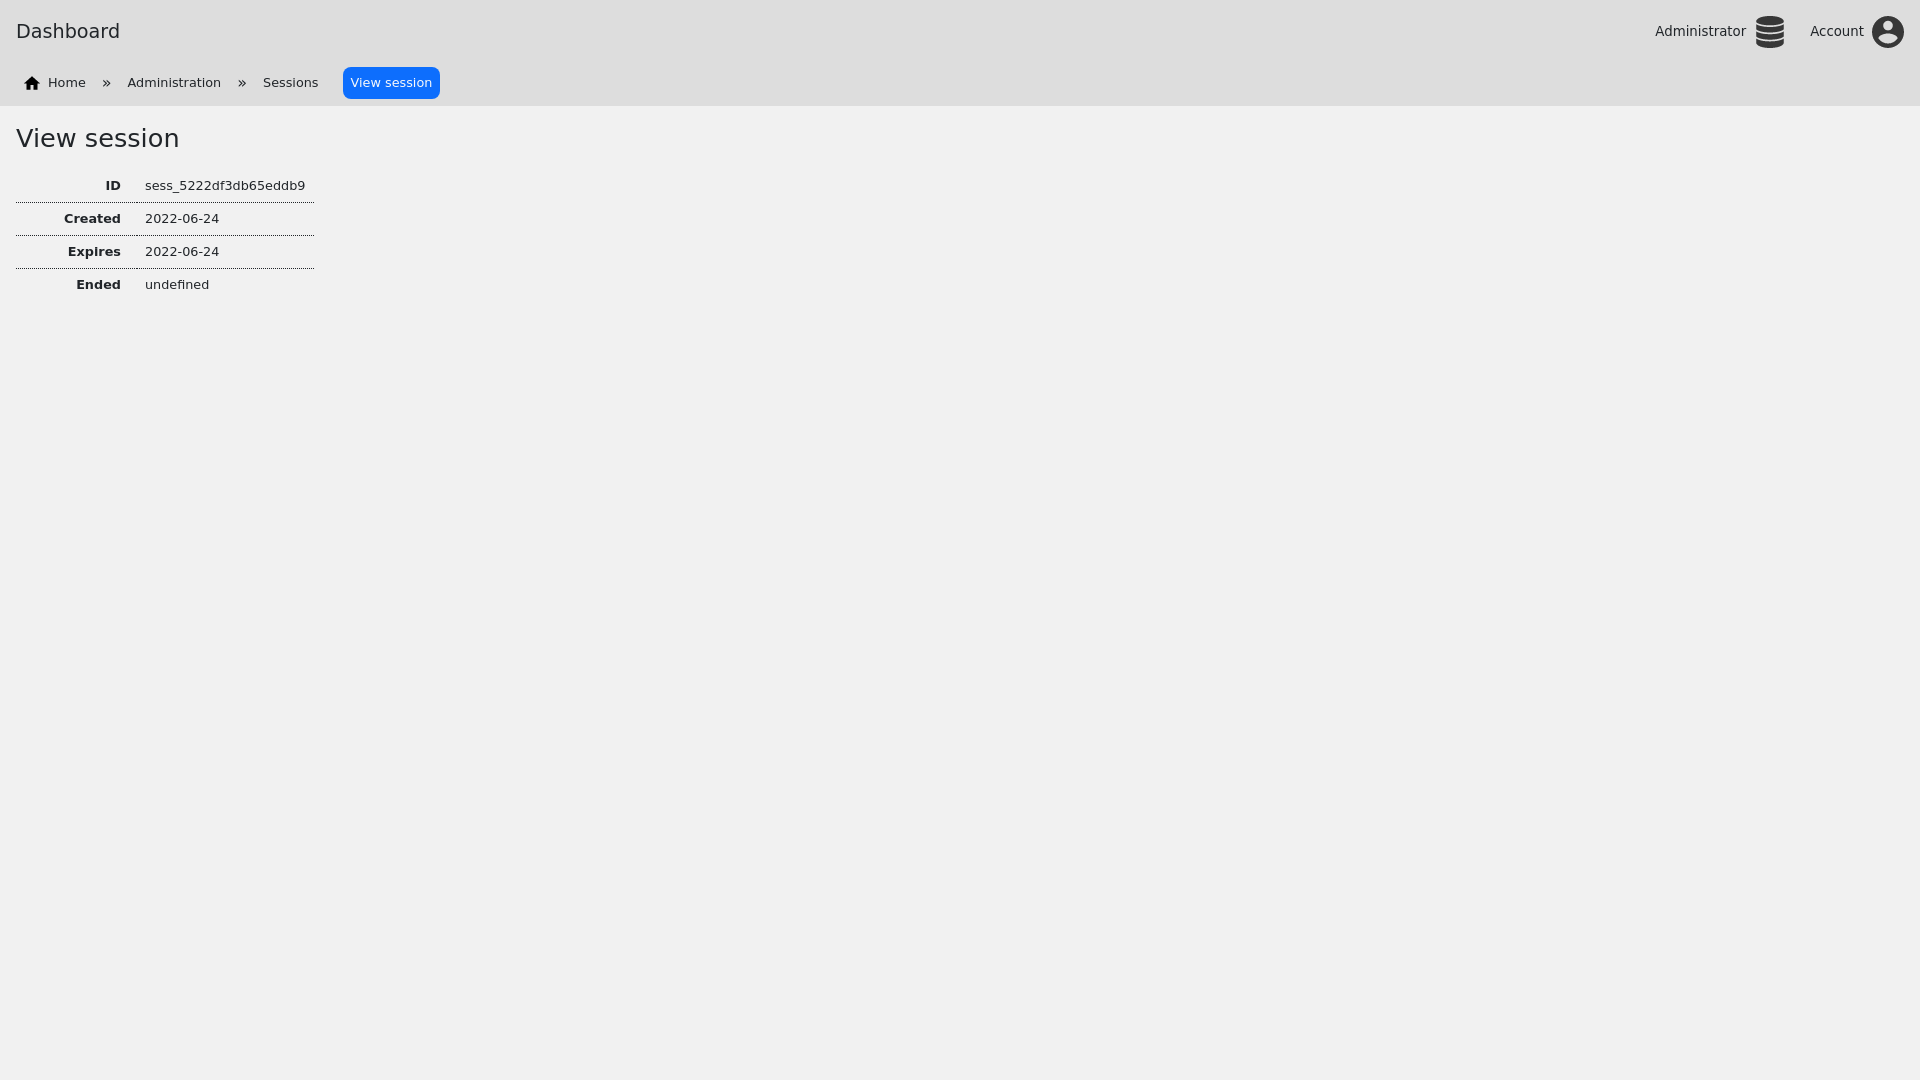 Dashboard
Administrator Account
Home » Administration » Sessions View session
View session
ID sess_5222df3db65eddb9
Created 2022-06-24
Expires 2022-06-24
Ended undefined